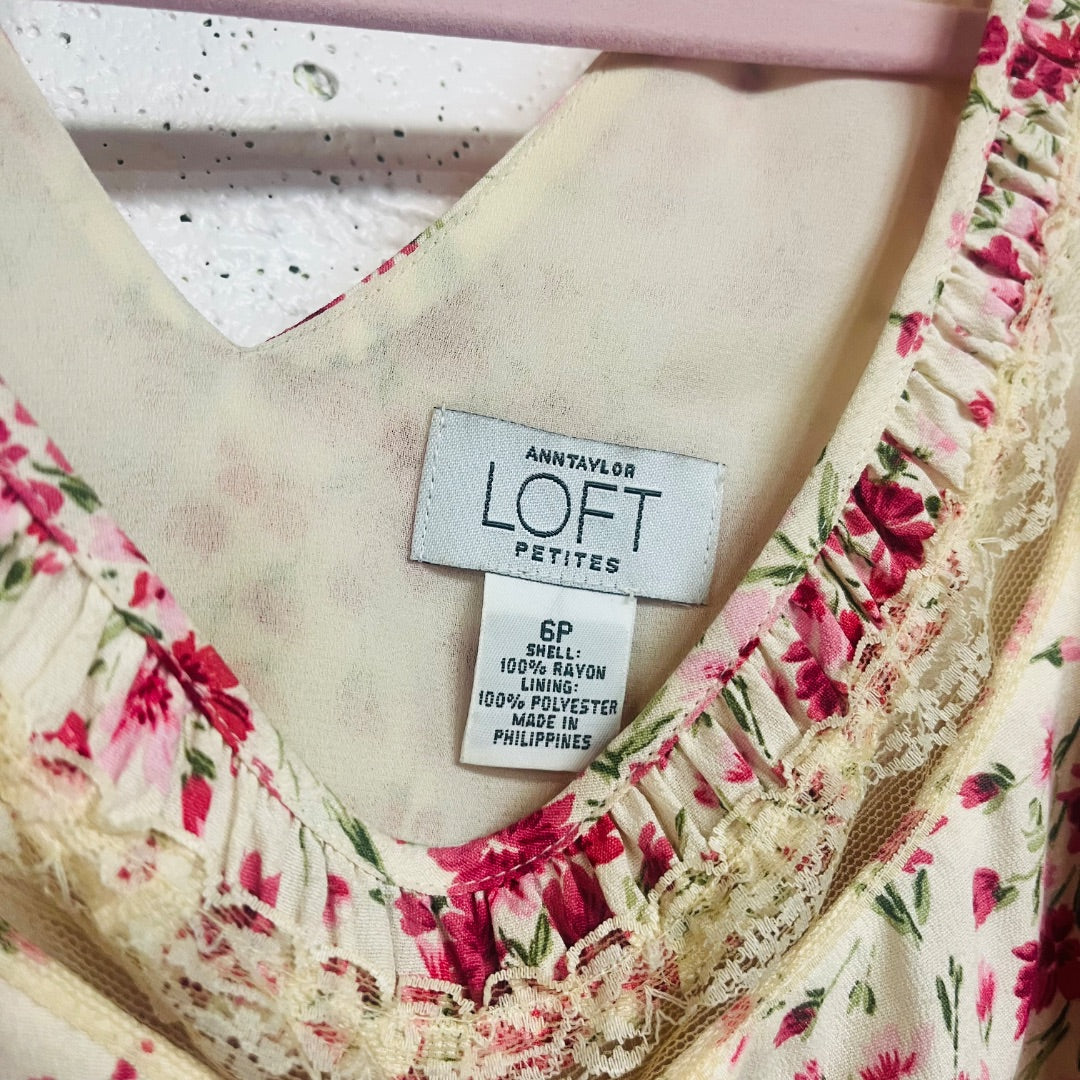 ANNTAYLOR
LOFT
PETITES
6P
SHELL:
100% RAYON
LINING:
100% POLYESTER
MADE IN
PHILIPPINES